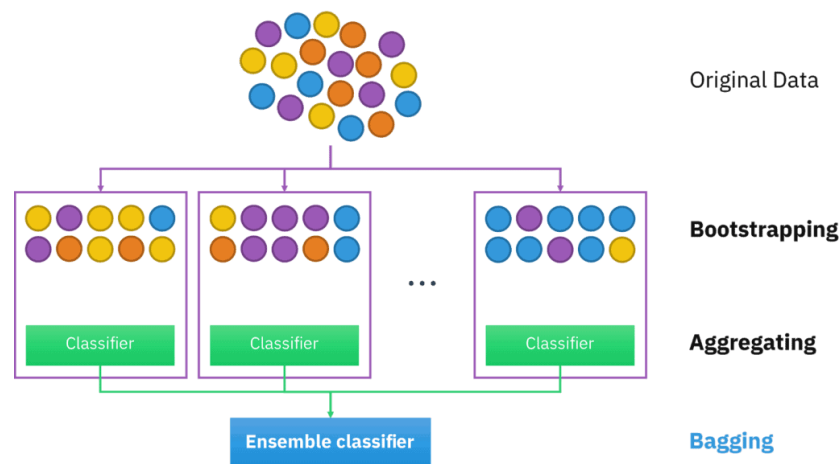 Original Data
Bootstrapping
...
Classifier Classifier Classifier
Aggregating
Ensemble classifier
Bagging